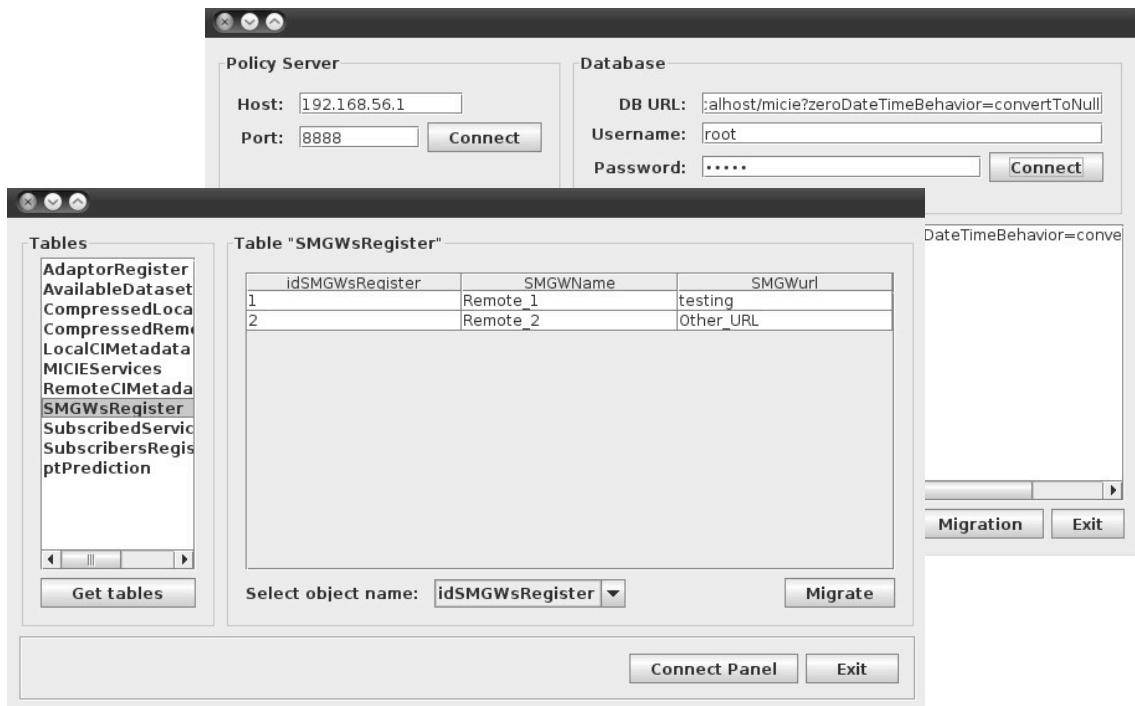 Policy Server
Host: 192.168.56.1
Port: 8888 Connect
Database
DB URL: :alhost/micie?zeroDateTimeBehavior=convertToNull
Username: root
Password: ••••• Connect
DateTimeBehavior=conve
Migration Exit
Tables
AdaptorRegister
AvailableDataset
CompressedLoca
CompressedRem
LocalCIMetadata
MICIEServices
RemoteCIMetada
SMGWsRegister
SubscribedServic
SubscribersRegis
ptPrediction
Get tables
Table "SMGWsRegister"
idSMGWsRegister SMGWName SMGWurl
1 Remote_1 testing
2 Remote_2 Other_URL
Select object name: idSMGWsRegister Migrate
Connect Panel Exit